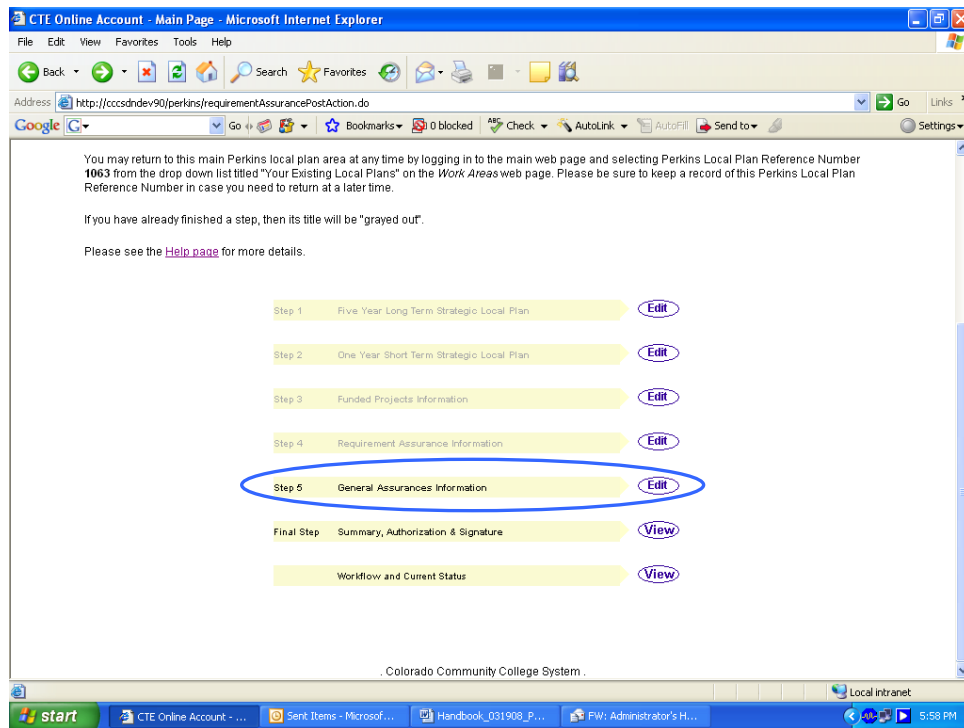 CTE Online Account - Main Page - Microsoft Internet Explorer
File Edit View Favorites Tools Help
Back Search Favorites
Address http://cccsdndev90/perkins/requirementAssurancePostAction.do Go Links
Google G Go Bookmarks 0 blocked ABC Check AutoLink AutoFill Send to Settings
You may return to this main Perkins local plan area at any time by logging in to the main web page and selecting Perkins Local Plan Reference Number
1063 from the drop down list titled "Your Existing Local Plans" on the Work Areas web page. Please be sure to keep a record of this Perkins Local Plan
Reference Number in case you need to return at a later time.
If you have already finished a step, then its title will be "grayed out".
Please see the Help page for more details.
Step 1 Five Year Long Term Strategic Local Plan Edit
Step 2 One Year Short Term Strategic Local Plan Edit
Step 3 Funded Projects Information Edit
Step 4 Requirement Assurance Information Edit
Step 5 General Assurances Information Edit
Final Step Summary, Authorization & Signature View
Workflow and Current Status View
. Colorado Community College System .
Local intranet
start CTE Online Account - ... Sent Items - Microsof... Handbook_031908_P... FW: Administrator's H... 5:58 PM